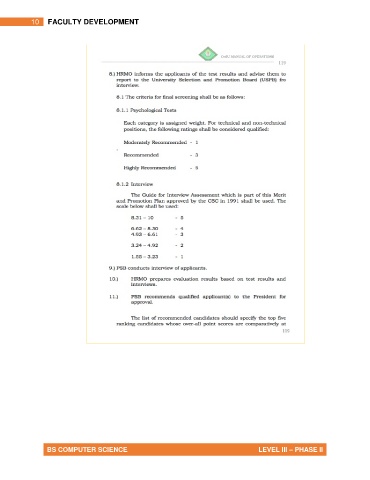 10 FACULTY DEVELOPMENT
THE MANUAL OF OPERATIONS
135
8.) HRMO informs the applicants of the test results and advise them to
report to the University Selection and Promotion Board (USPB) for
interview.
8.1 The criteria for final screening shall be as follows:
8.1.1 Psychological Tests
Each category is assigned weight. For technical and non-technical
positions, the following ratings shall be considered qualified:
Moderately Recommended - 1
-
Recommended - 3
Highly Recommended - 5
8.1.2 Interview
The Guide for Interview Assessment which is part of this Merit
and Promotion Plan approved by the CSC in 1991 shall be used. The
scale below shall be used:
8.31 – 10 - 5
6.62 – 8.30 - 4
4.93 – 6.61 - 3
3.24 – 4.92 - 2
1.55 – 3.23 - 1
9.) PSB conducts interview of applicants.
10.) HRMO prepares evaluation results based on test results and
interviews.
11.) PSB recommends qualified applicant(s) to the President for
approval.
The list of recommended candidates should specify the top five
ranking candidates whose over-all point scores are comparatively at
BS COMPUTER SCIENCE LEVEL III – PHASE II